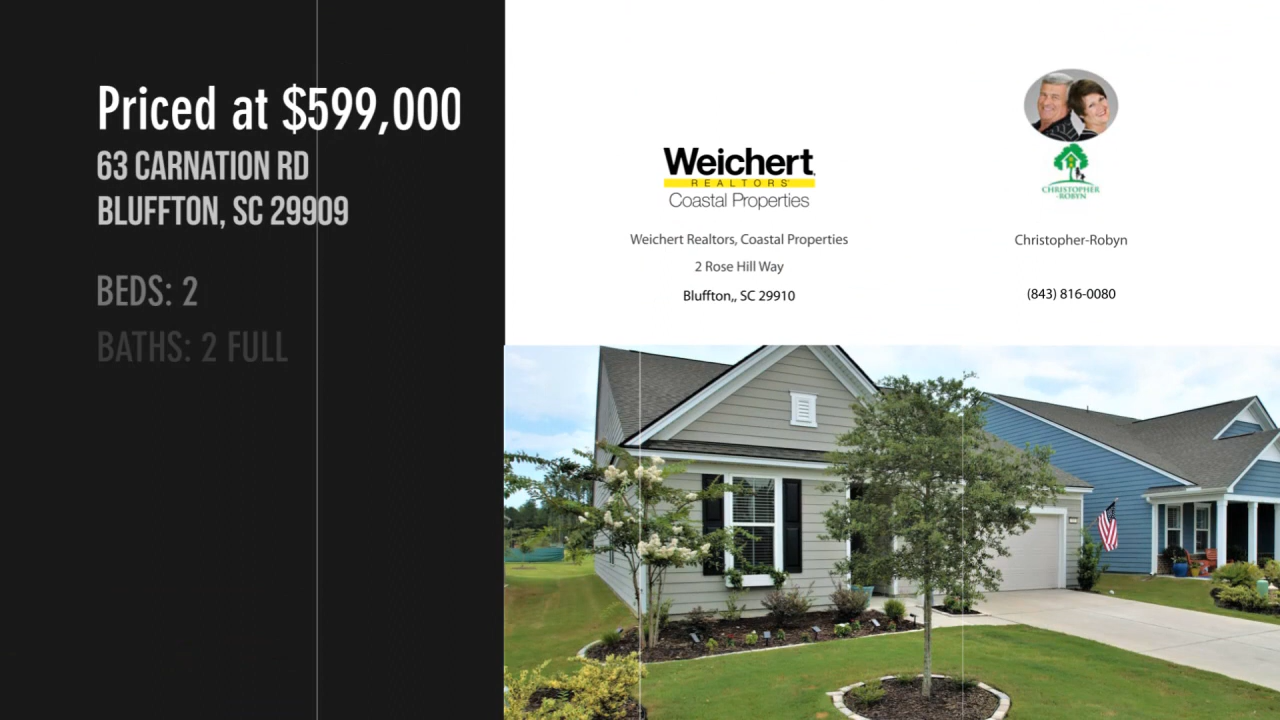 Priced at $599,000
63 CARNATION RD
BLUFFTON, SC 29909
BEDS: 2
BATHS: 2 FULL
Weichert
REALTORS
Coastal Properties
Weichert Realtors, Coastal Properties
2 Rose Hill Way
Bluffton,, SC 29910
CHRISTOPHER
-ROBYN
Christopher-Robyn
(843) 816-0080